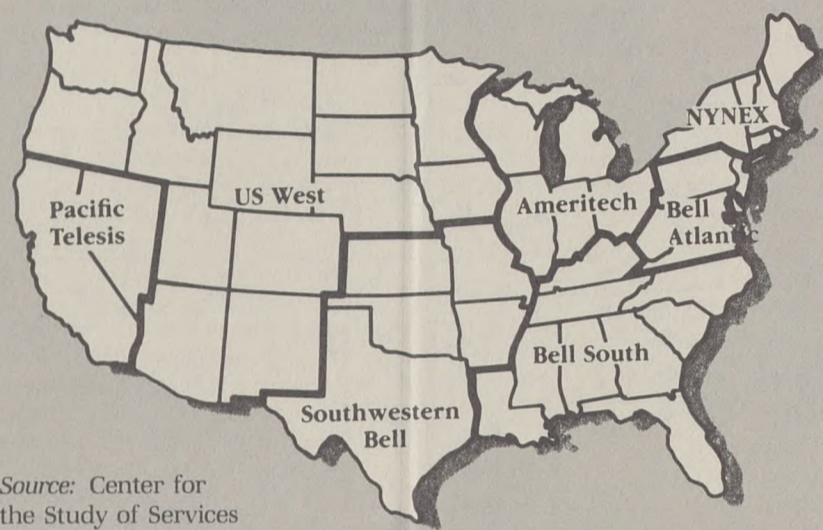 NYNEX
US West
Pacific
Telesis
Ameritech
Bell
Atlantic
Bell South
Southwestern
Bell
Source: Center for
the Study of Services